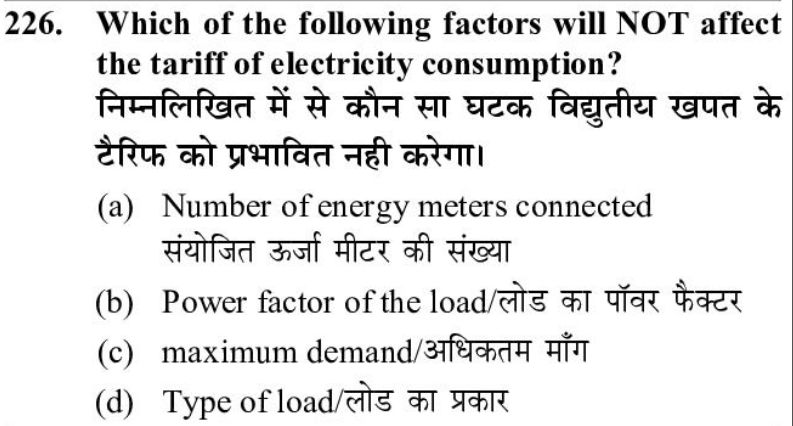 226. Which of the following factors will NOT affect
the tariff of electricity consumption?
निम्नलिखित में से कौन सा घटक विद्युतीय खपत के
टैरिफ को प्रभावित नही करेगा।
(a) Number of energy meters connected
संयोजित ऊर्जा मीटर की संख्या
(b) Power factor of the load/लोड का पॉवर फैक्टर
(c) maximum demand/अधिकतम माँग
(d) Type of load/लोड का प्रकार